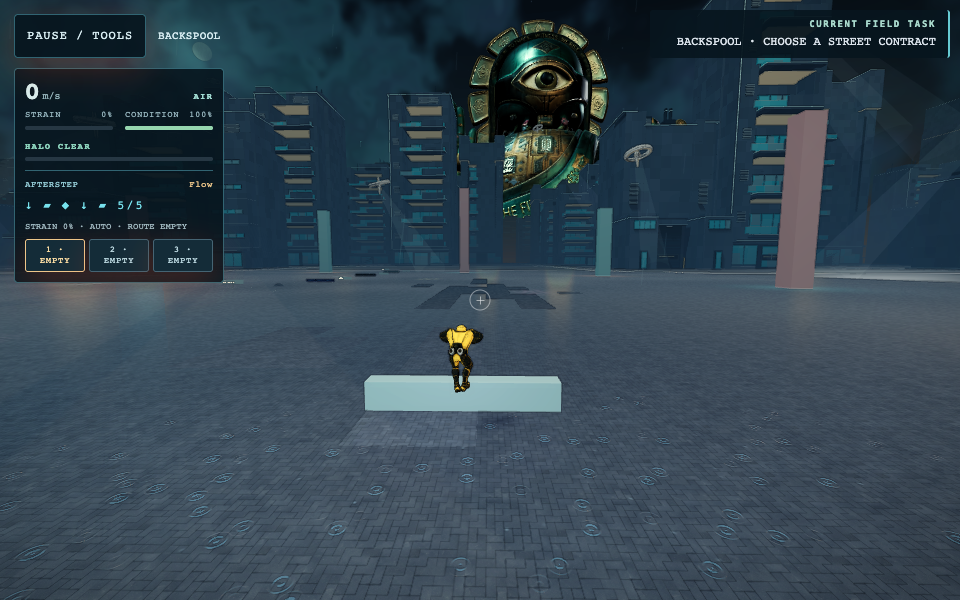 PAUSE / TOOLS
BACKSPOOL
CURRENT FIELD TASK
BACKSPOOL · CHOOSE A STREET CONTRACT
0 m/s
AIR
STRAIN 0%
CONDITION 100%
HALO CLEAR
AFTERSTEP
Flow
5/5
STRAIN 0% · AUTO · ROUTE EMPTY
1 · EMPTY
2 · EMPTY
3 · EMPTY